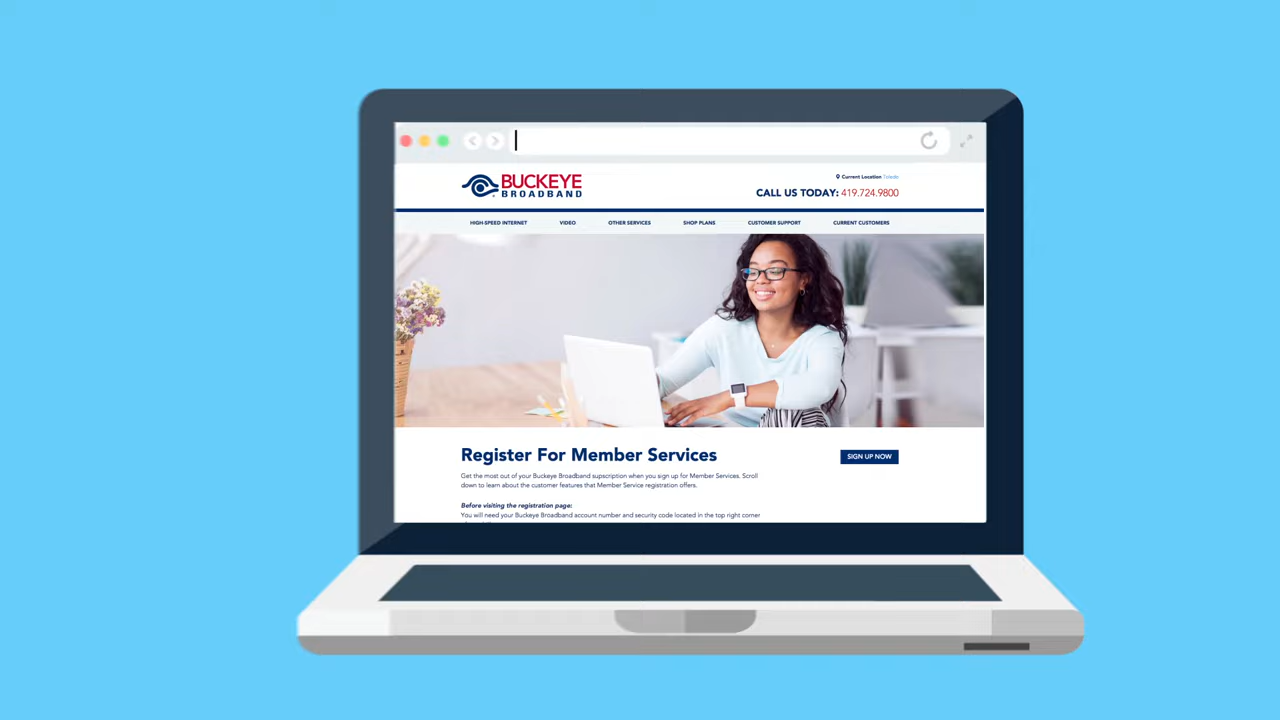 BUCKEYE
BROADBAND
Current Location Toledo
CALL US TODAY: 419.724.9800
HIGH-SPEED INTERNET VIDEO OTHER SERVICES SHOP PLANS CUSTOMER SUPPORT CURRENT CUSTOMERS
Register For Member Services
SIGN UP NOW
Get the most out of your Buckeye Broadband supscription when you sign up for Member Services. Scroll
down to learn about the customer features that Member Service registration offers.
Before visiting the registration page:
You will need your Buckeye Broadband account number and security code located in the top right corner